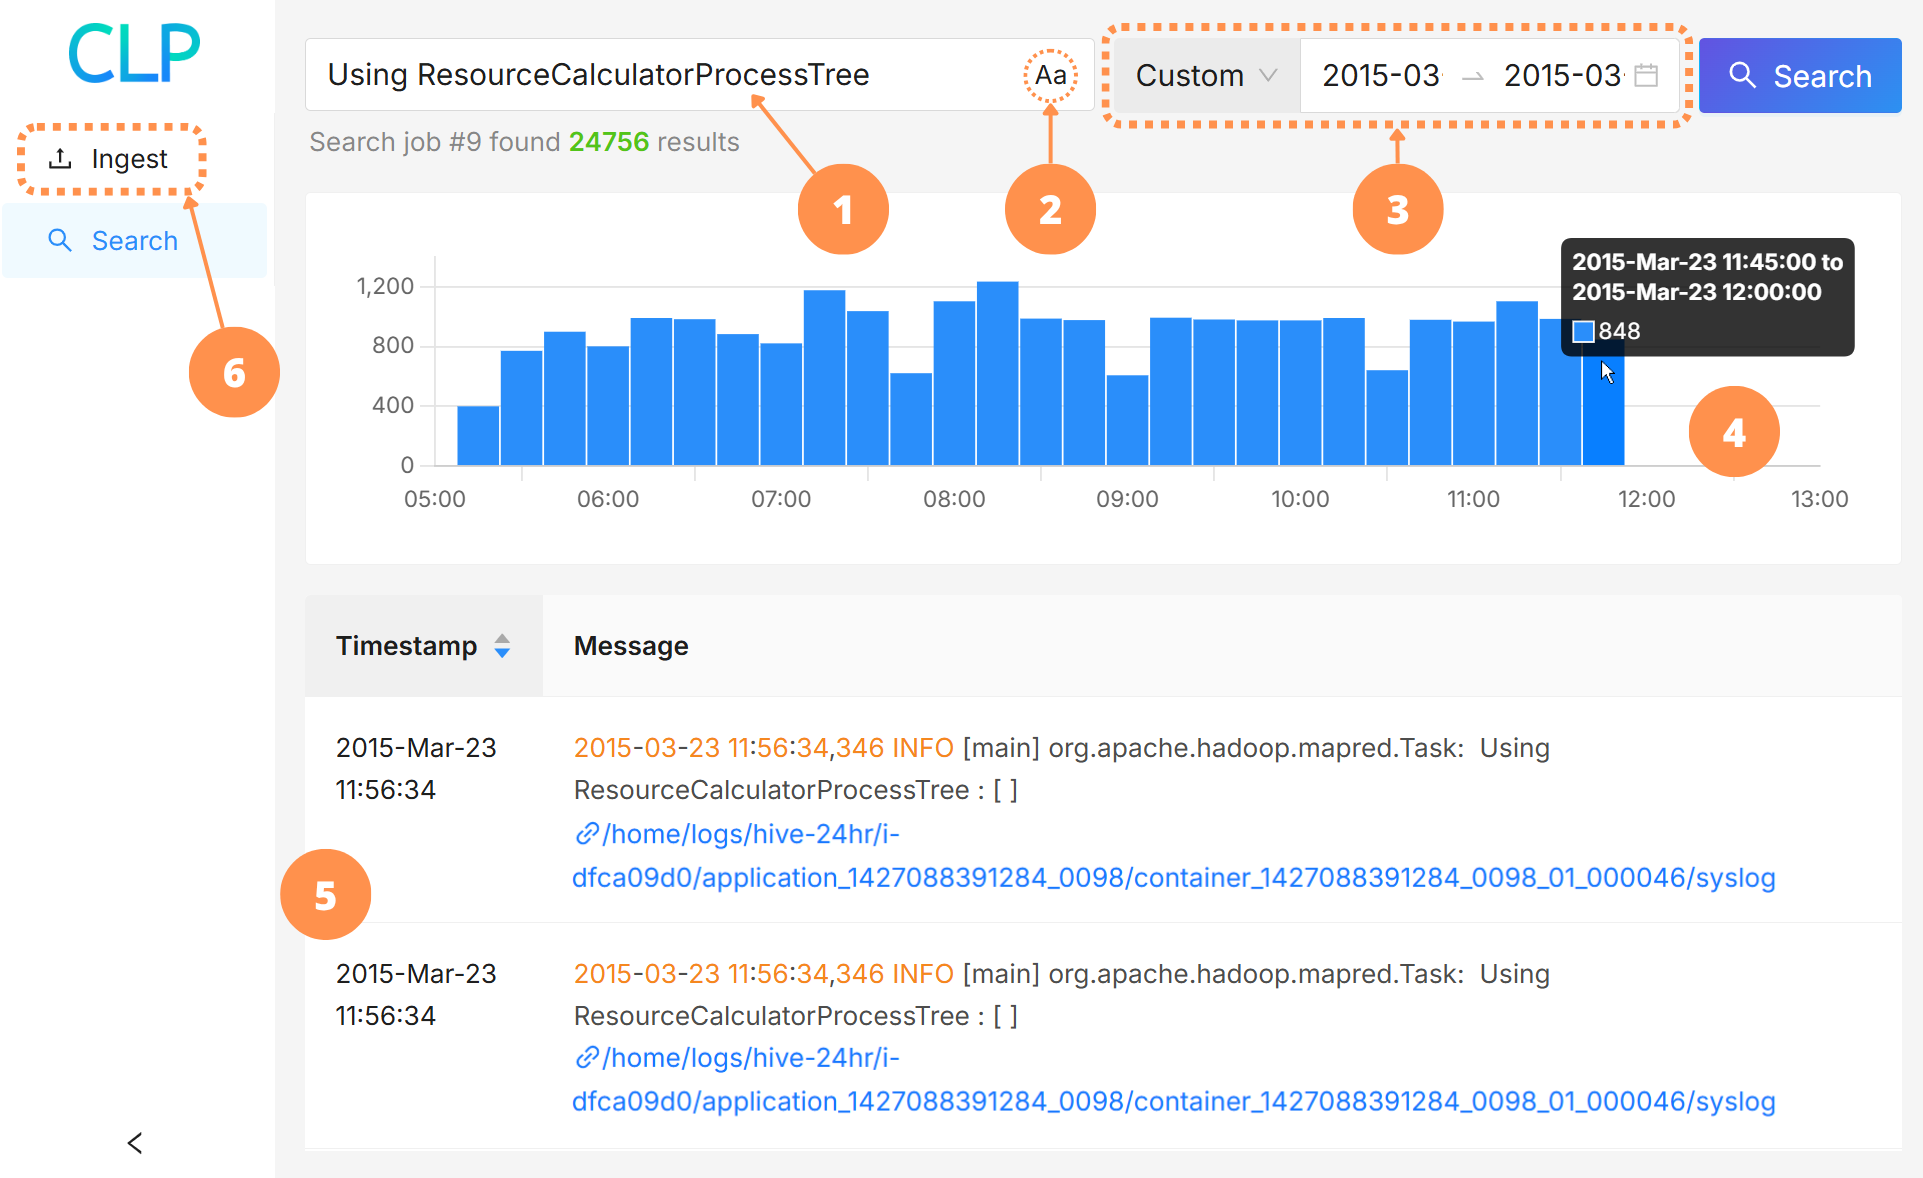 CLP
Ingest
Search
6
Using ResourceCalculatorProcessTree
Aa
Custom
2015-03
2015-03
Search
Search job #9 found 24756 results
1
2
3
2015-Mar-23 11:45:00 to
2015-Mar-23 12:00:00
848
1,200
800
400
0
4
05:00
06:00
07:00
08:00
09:00
10:00
11:00
12:00
13:00
Timestamp
Message
2015-Mar-23
11:56:34
2015-03-23 11:56:34,346 INFO [main] org.apache.hadoop.mapred.Task:  Using
ResourceCalculatorProcessTree : [ ]
/home/logs/hive-24hr/i-
dfca09d0/application_1427088391284_0098/container_1427088391284_0098_01_000046/syslog
5
2015-Mar-23
11:56:34
2015-03-23 11:56:34,346 INFO [main] org.apache.hadoop.mapred.Task:  Using
ResourceCalculatorProcessTree : [ ]
/home/logs/hive-24hr/i-
dfca09d0/application_1427088391284_0098/container_1427088391284_0098_01_000046/syslog